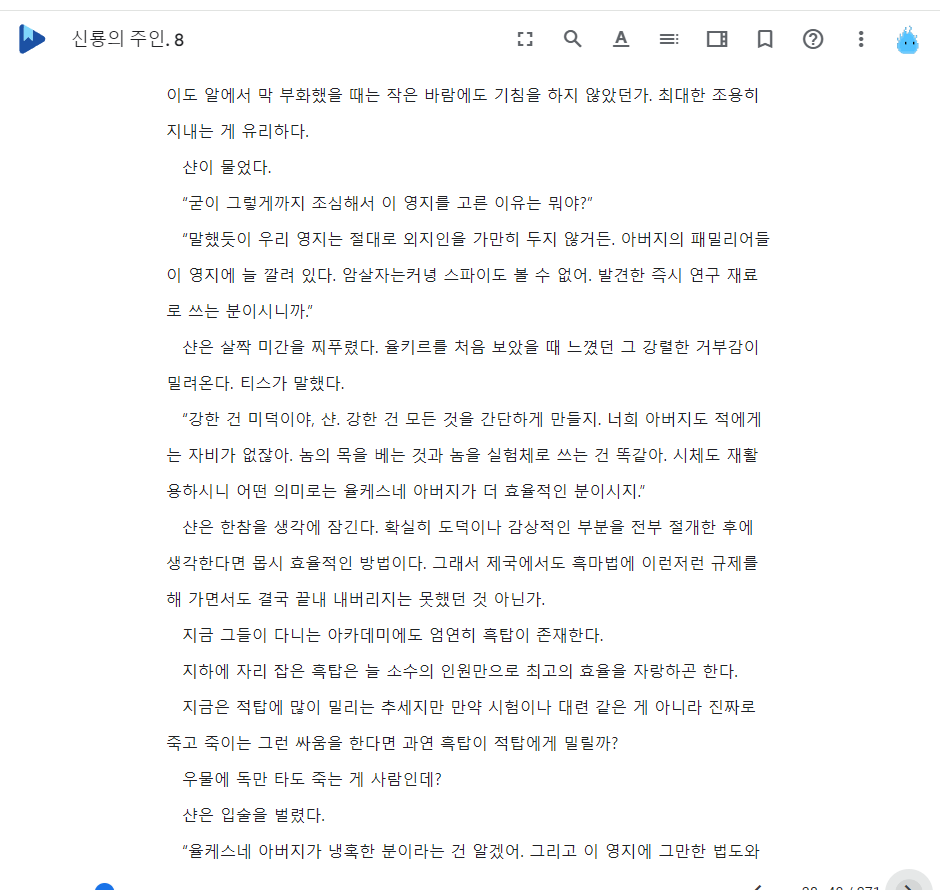 신룡의 주인. 8
이도 알에서 막 부화했을 때는 작은 바람에도 기침을 하지 않았던가. 최대한 조용히
지내는 게 유리하다.
샨이 물었다.
“굳이 그렇게까지 조심해서 이 영지를 고른 이유는 뭐야?”
“말했듯이 우리 영지는 절대로 외지인을 가만히 두지 않거든. 아버지의 패밀리어들
이 영지에 늘 깔려 있다. 암살자는커녕 스파이도 볼 수 없어. 발견한 즉시 연구 재료
로 쓰는 분이시니까.”
샨은 살짝 미간을 찌푸렸다. 율키르를 처음 보았을 때 느꼈던 그 강렬한 거부감이
밀려온다. 티스가 말했다.
“강한 건 미덕이야, 샨. 강한 건 모든 것을 간단하게 만들지. 너희 아버지도 적에게
는 자비가 없잖아. 놈의 목을 베는 것과 놈을 실험체로 쓰는 건 똑같아. 시체도 재활
용하시니 어떤 의미로는 율케스네 아버지가 더 효율적인 분이시지.”
샨은 한참을 생각에 잠긴다. 확실히 도덕이나 감상적인 부분을 전부 절개한 후에
생각한다면 몹시 효율적인 방법이다. 그래서 제국에서도 흑마법에 이런저런 규제를
해 가면서도 결국 끝내 내버리지는 못했던 것 아닌가.
지금 그들이 다니는 아카데미에도 엄연히 흑탑이 존재한다.
지하에 자리 잡은 흑탑은 늘 소수의 인원만으로 최고의 효율을 자랑하곤 한다.
지금은 적탑에 많이 밀리는 추세지만 만약 시험이나 대련 같은 게 아니라 진짜로
죽고 죽이는 그런 싸움을 한다면 과연 흑탑이 적탑에게 밀릴까?
우물에 독만 타도 죽는 게 사람인데?
샨은 입술을 벌렸다.
“율케스네 아버지가 냉혹한 분이라는 건 알겠어. 그리고 이 영지에 그만한 법도와